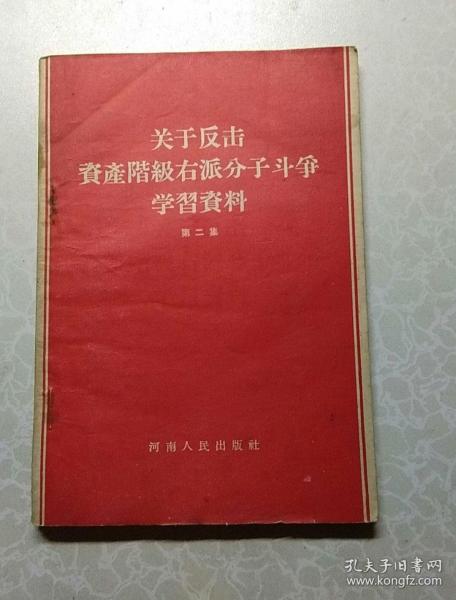 关于反击
資產階級右派分子斗爭
学習資料
第二集
河南人民出版社
孔夫子旧书网
www.kongfz.com